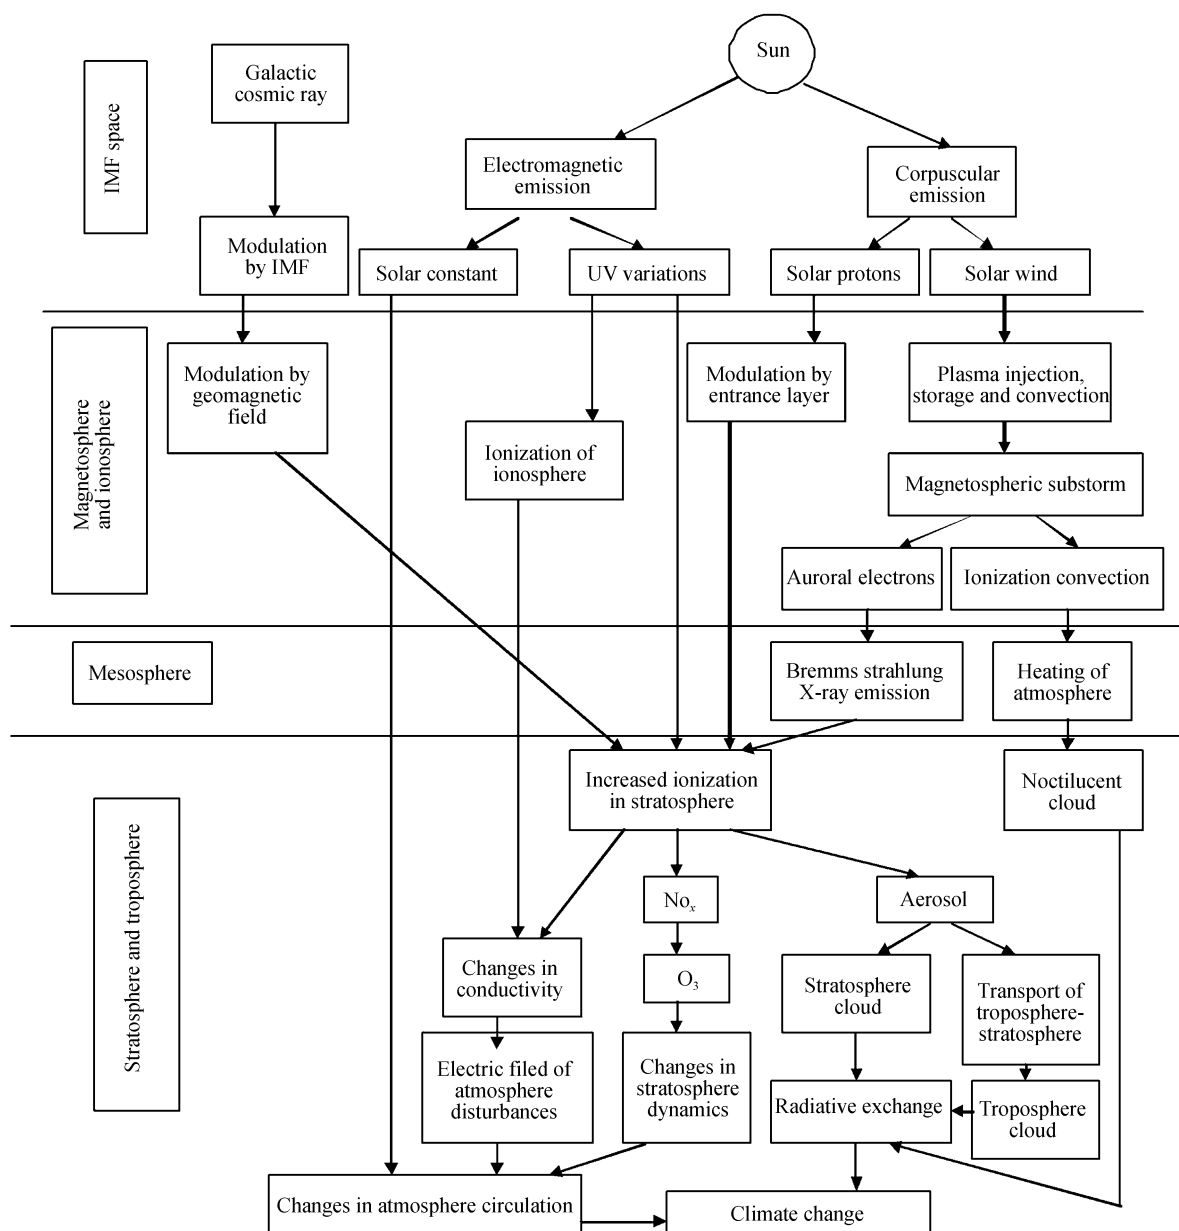 Sun
Galactic
cosmic ray
IMF space
Electromagnetic
emission
Corpuscular
emission
Modulation
by IMF
Solar constant
UV variations
Solar protons
Solar wind
Magnetosphere
and ionosphere
Modulation by
geomagnetic
field
Modulation by
entrance layer
Plasma injection,
storage and convection
Ionization of
ionosphere
Magnetospheric substorm
Auroral electrons
Ionization convection
Mesosphere
Bremms strahlung
X-ray emission
Heating of
atmosphere
Stratosphere and troposphere
Increased ionization
in stratosphere
Noctilucent
cloud
Noₓ
Aerosol
Changes in
conductivity
O₃
Stratosphere
cloud
Transport of
troposphere-
stratosphere
Electric filed of
atmosphere
disturbances
Changes in
stratosphere
dynamics
Radiative exchange
Troposphere
cloud
Changes in atmosphere circulation
Climate change